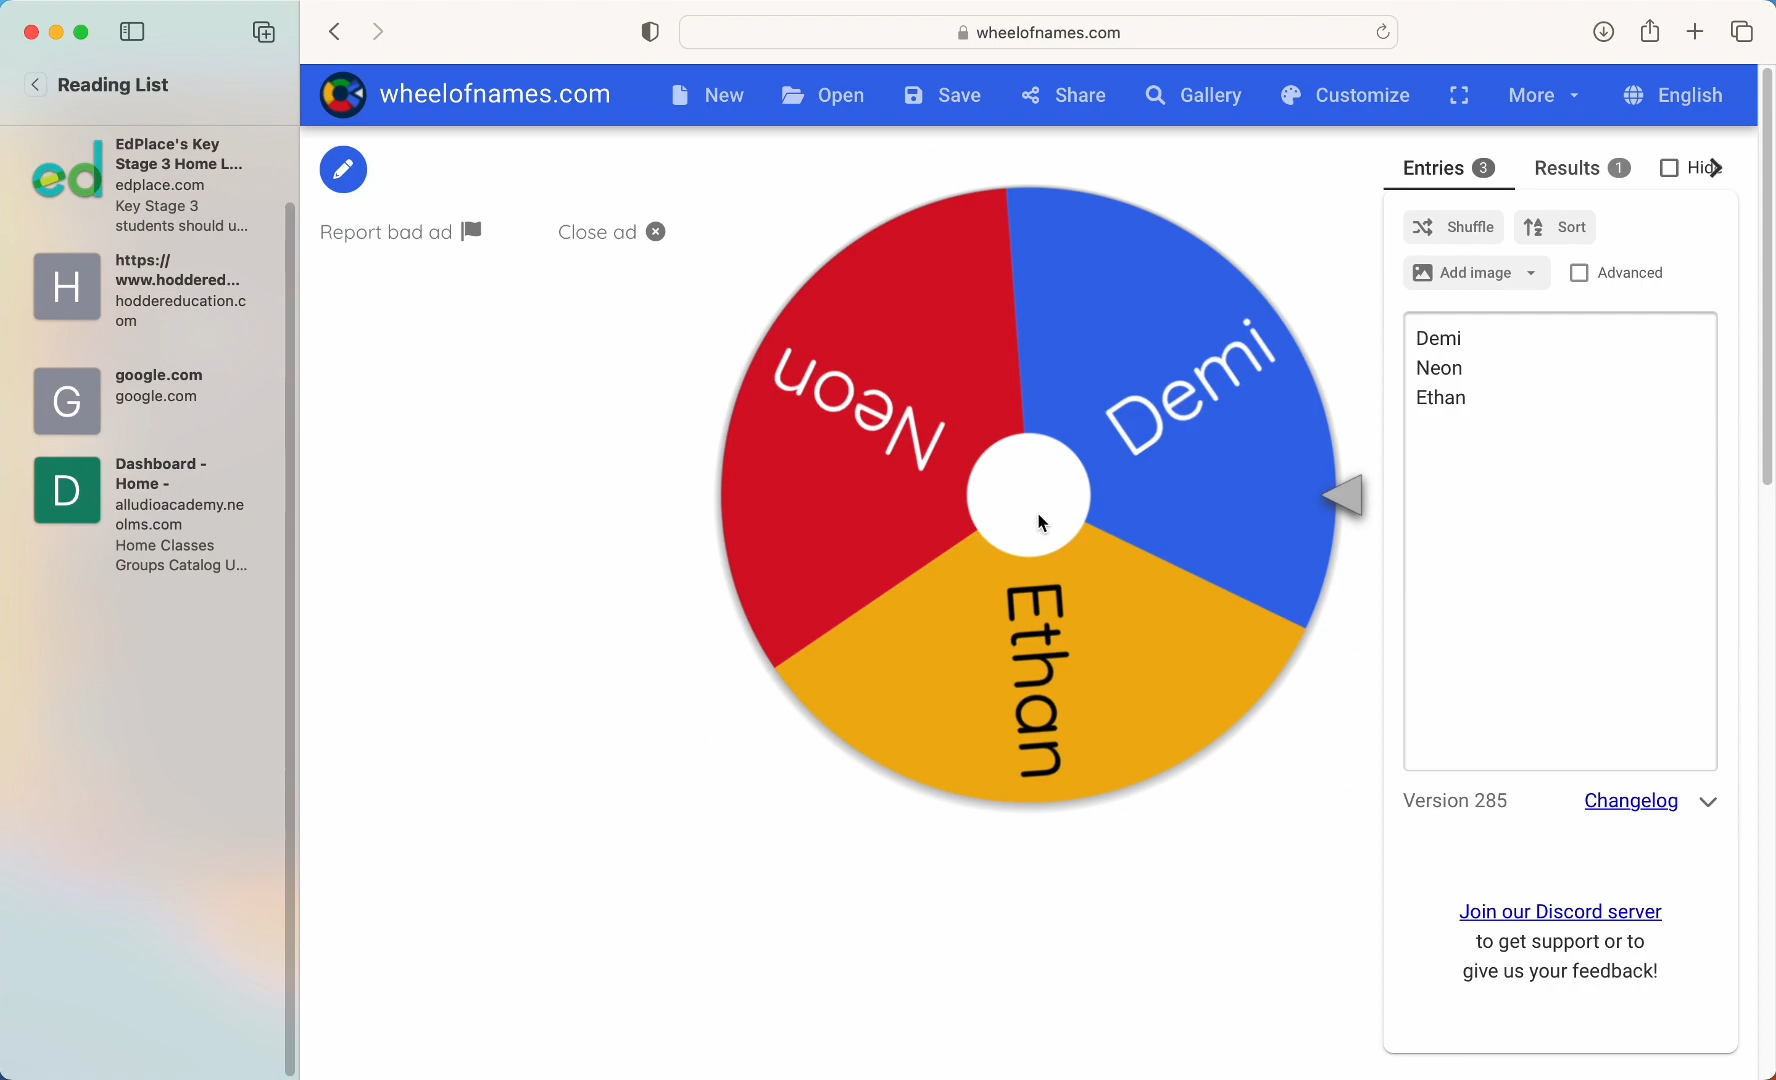 Reading List
EdPlace's Key
Stage 3 Home L...
edplace.com
Key Stage 3
students should u...
H
https://
www.hoddered...
hoddereducation.c
om
G
google.com
google.com
D
Dashboard -
Home -
alludioacademy.ne
olms.com
Home Classes
Groups Catalog U...
wheelofnames.com
wheelofnames.com
New
Open
Save
Share
Gallery
Customize
More
English
Report bad ad
Close ad
Neon
Demi
Ethan
Entries 3
Results 1
Hide
Shuffle
Sort
Add image
Advanced
Demi
Neon
Ethan
Version 285
Changelog
Join our Discord server
to get support or to
give us your feedback!